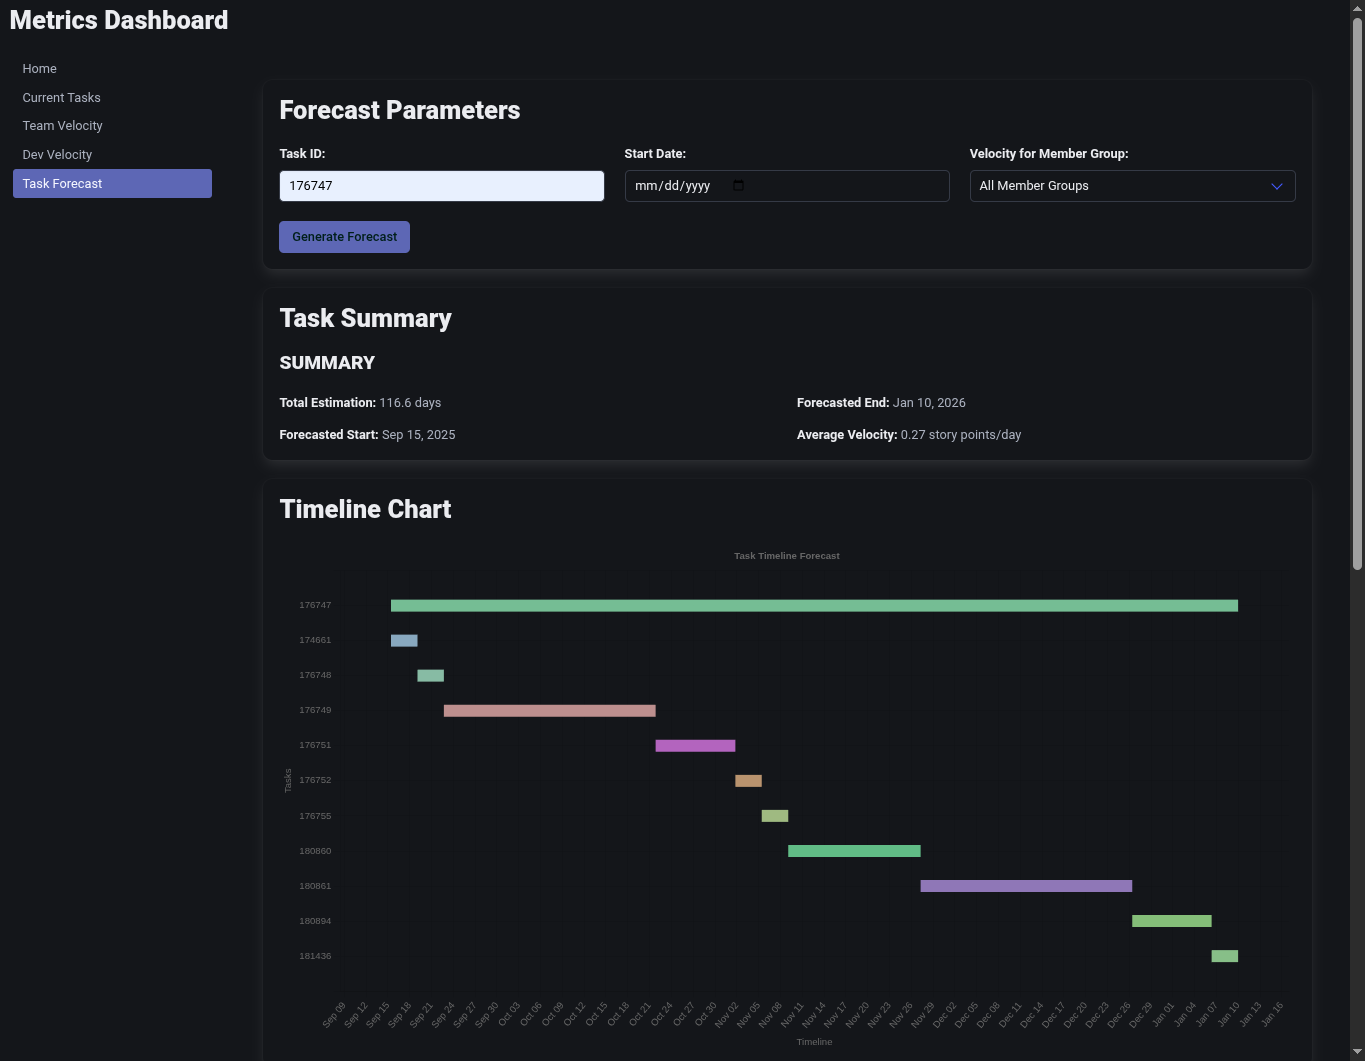 Metrics Dashboard
Home
Current Tasks
Team Velocity
Dev Velocity
Task Forecast
Forecast Parameters
Task ID: Start Date: Velocity for Member Group:
176747 mm/dd/yyyy All Member Groups
Generate Forecast
Task Summary
SUMMARY
Total Estimation: 116.6 days Forecasted End: Jan 10, 2026
Forecasted Start: Sep 15, 2025 Average Velocity: 0.27 story points/day
Timeline Chart
Task Timeline Forecast
Tasks
176747
174661
176748
176749
176751
176752
176755
180860
180861
180894
181436
Sep 09 Sep 12 Sep 15 Sep 18 Sep 21 Sep 24 Sep 27 Sep 30 Oct 03 Oct 06 Oct 09 Oct 12 Oct 15 Oct 18 Oct 21 Oct 24 Oct 27 Oct 30 Nov 02 Nov 05 Nov 08 Nov 11 Nov 14 Nov 17 Nov 20 Nov 23 Nov 26 Nov 29 Dec 02 Dec 05 Dec 08 Dec 11 Dec 14 Dec 17 Dec 20 Dec 23 Dec 26 Dec 29 Jan 01 Jan 04 Jan 07 Jan 10 Jan 13 Jan 16
Timeline